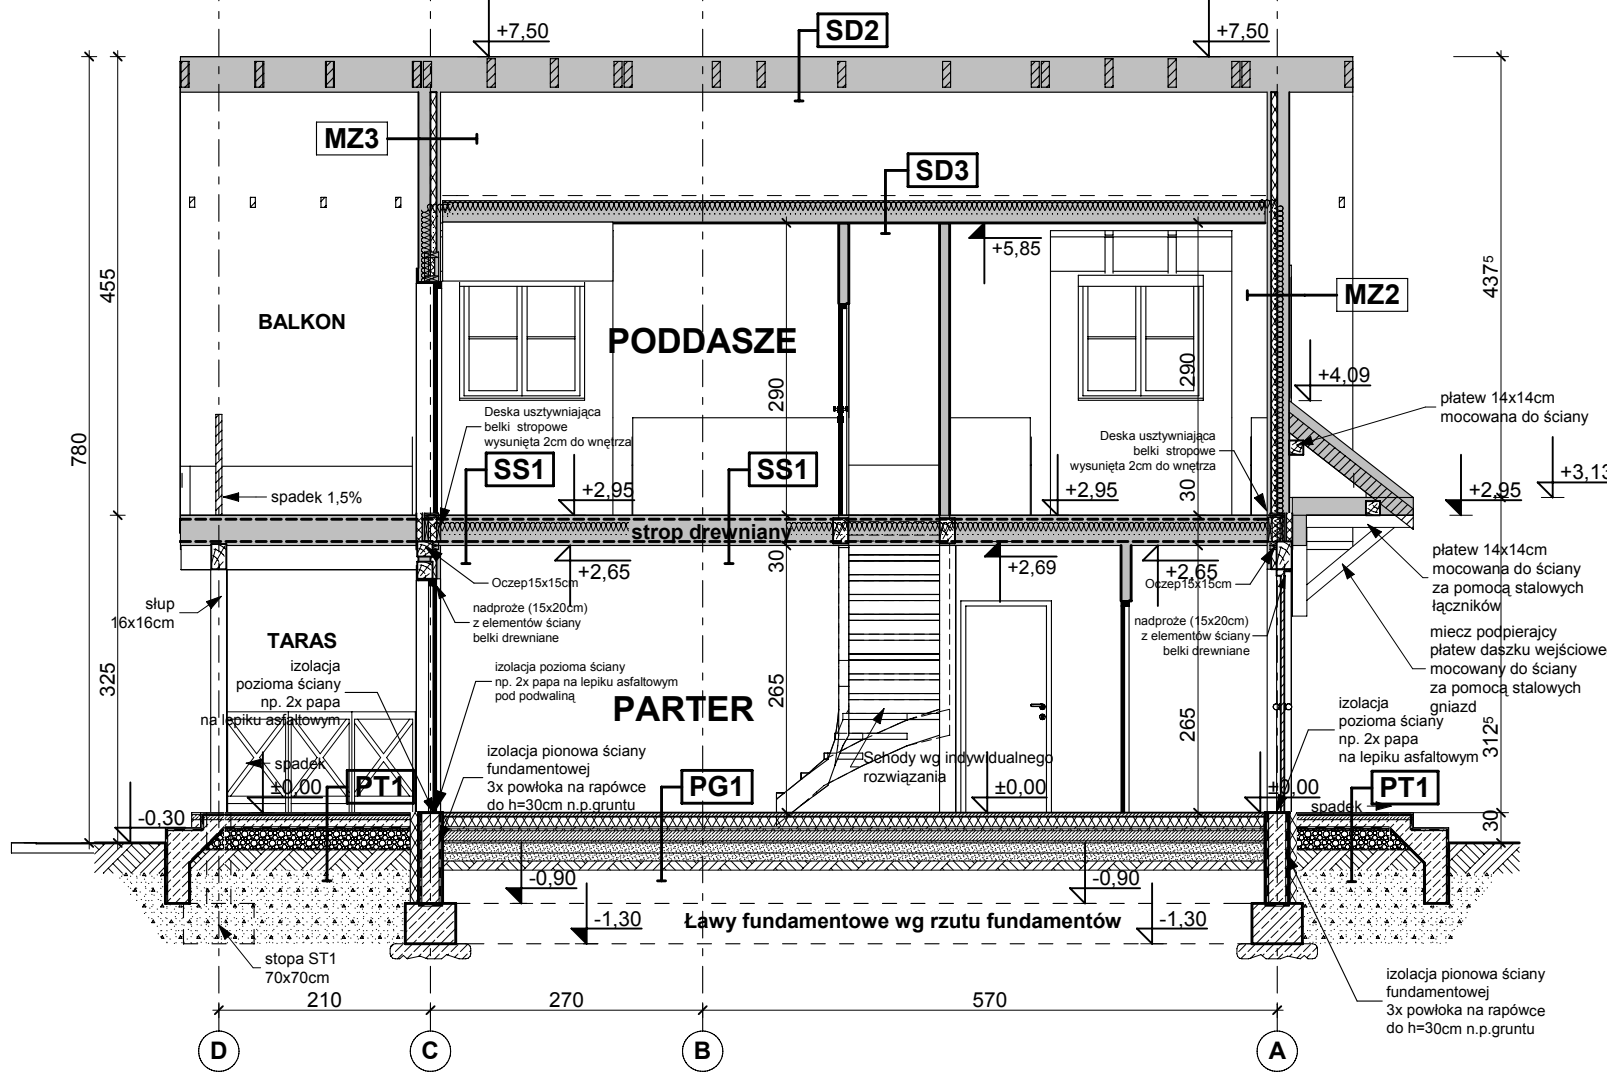 +7,50
+7,50
SD2
MZ3
SD3
+5,85
455
437⁵
BALKON
PODDASZE
290
290
MZ2
+4,09
płatew 14x14cm
mocowana do ściany
780
Deska usztywniająca
belki stropowe
wysunięta 2cm do wnętrza
Deska usztywniająca
belki stropowe
wysunięta 2cm do wnętrza
SS1
SS1
spadek 1,5%
+2,95
+2,95
30
+2,95
+3,13
strop drewniany
30
+2,65
+2,69
+2,65
Oczep15x15cm
Oczep15x15cm
płatew 14x14cm
mocowana do ściany
za pomocą stalowych
łączników
słup
16x16cm
nadproże (15x20cm)
z elementów ściany
belki drewniane
nadproże (15x20cm)
z elementów ściany
belki drewniane
miecz podpierajcy
płatew daszku wejściowe
mocowany do ściany
za pomocą stalowych
gniazd
TARAS
325
izolacja
pozioma ściany
np. 2x papa
na lepiku asfaltowym
izolacja pozioma ściany
np. 2x papa na lepiku asfaltowym
pod podwaliną
PARTER
265
265
izolacja
pozioma ściany
np. 2x papa
na lepiku asfaltowym
312⁵
izolacja pionowa ściany
fundamentowej
3x powłoka na rapówce
do h=30cm n.p.gruntu
Schody wg indywidualnego
rozwiązania
spadek
±0,00
PT1
PG1
±0,00
±0,00
spadek
PT1
-0,30
30
-0,90
-0,90
-1,30
Ławy fundamentowe wg rzutu fundamentów
-1,30
stopa ST1
70x70cm
izolacja pionowa ściany
fundamentowej
3x powłoka na rapówce
do h=30cm n.p.gruntu
210
270
570
D
C
B
A